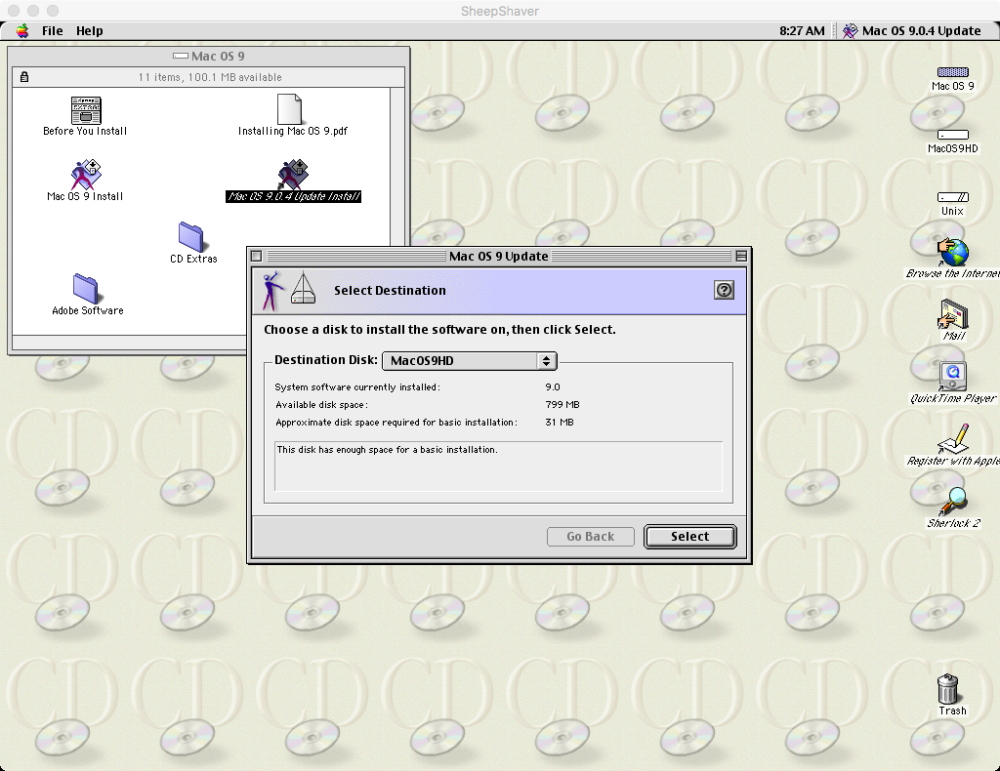 SheepShaver
File Help 8:27 AM Mac OS 9.0.4 Update
Mac OS 9
11 items, 100.1 MB available
Before You Install
Installing Mac OS 9.pdf
Mac OS 9 Install
Mac OS 9.0.4 Update Install
CD Extras
Adobe Software
Mac OS 9 Update
Select Destination
Choose a disk to install the software on, then click Select.
Destination Disk: MacOS9HD
System software currently installed: 9.0
Available disk space: 799 MB
Approximate disk space required for basic installation: 31 MB
This disk has enough space for a basic installation.
Go Back Select
Mac OS 9
MacOS9HD
Unix
Browse the Internet
Mail
QuickTime Player
Register with Apple
Sherlock 2
Trash